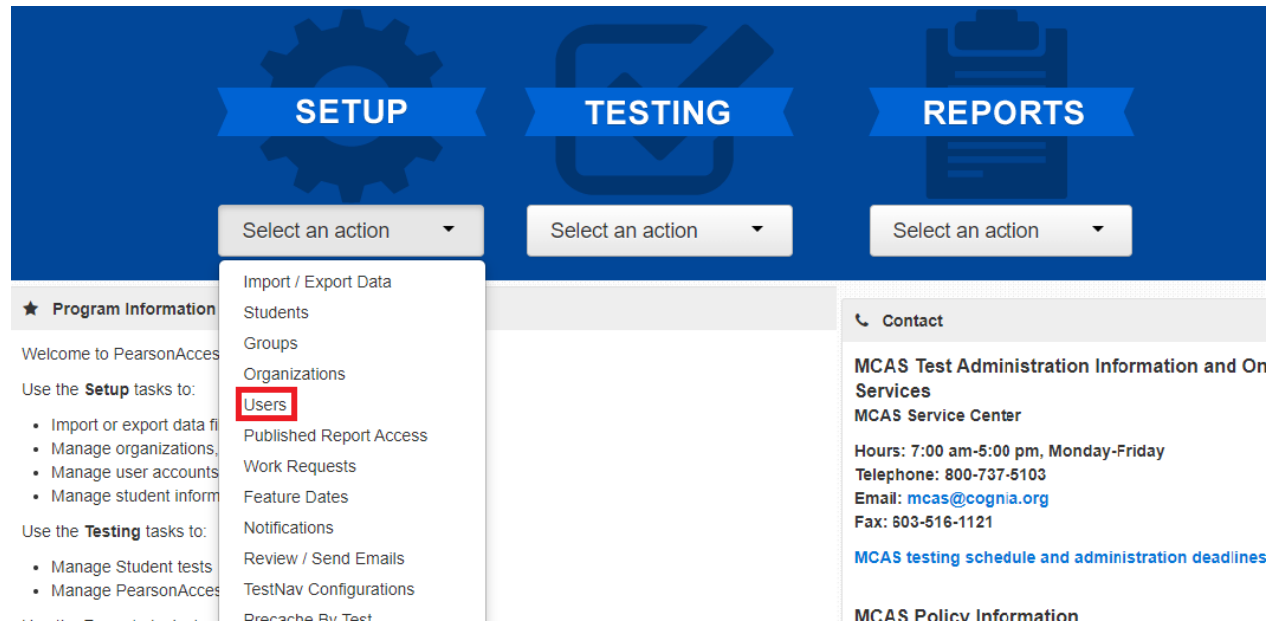 SETUP
TESTING
REPORTS
Select an action
Select an action
Select an action
Import / Export Data
Students
Groups
Organizations
Users
Published Report Access
Work Requests
Feature Dates
Notifications
Review / Send Emails
TestNav Configurations
Precache By Test
Program Information
Welcome to PearsonAcces
Use the Setup tasks to:
Import or export data fi
Manage organizations,
Manage user accounts
Manage student inform
Use the Testing tasks to:
Manage Student tests
Manage PearsonAcces
Contact
MCAS Test Administration Information and On
Services
MCAS Service Center
Hours: 7:00 am-5:00 pm, Monday-Friday
Telephone: 800-737-5103
Email: mcas@cognia.org
Fax: 603-516-1121
MCAS testing schedule and administration deadlines
MCAS Policy Information